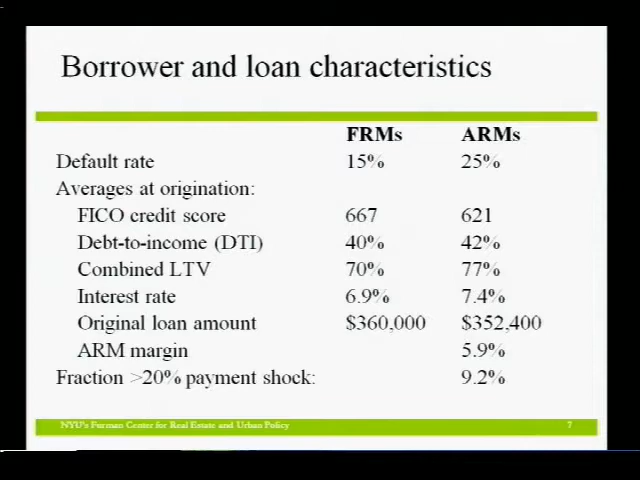 Borrower and loan characteristics
FRMs ARMs
Default rate 15% 25%
Averages at origination:
FICO credit score 667 621
Debt-to-income (DTI) 40% 42%
Combined LTV 70% 77%
Interest rate 6.9% 7.4%
Original loan amount $360,000 $352,400
ARM margin 5.9%
Fraction >20% payment shock: 9.2%
NYU's Furman Center for Real Estate and Urban Policy 7